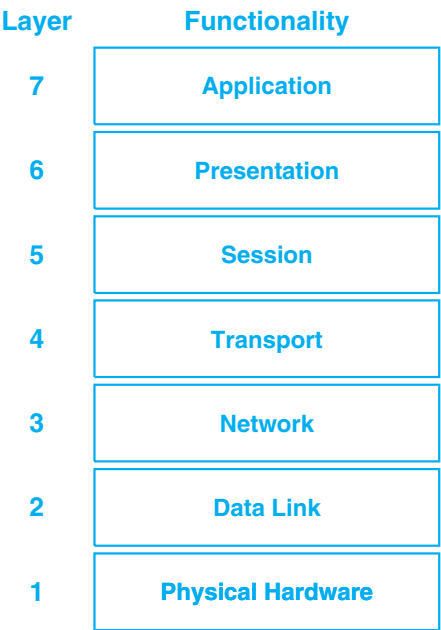 Layer Functionality
7 Application
6 Presentation
5 Session
4 Transport
3 Network
2 Data Link
1 Physical Hardware